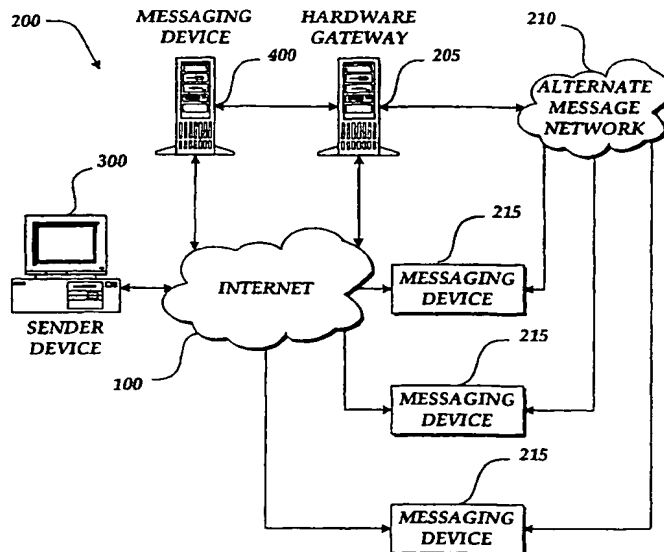 200
MESSAGING
DEVICE
400
HARDWARE
GATEWAY
205
210
ALTERNATE
MESSAGE
NETWORK
300
SENDER
DEVICE
INTERNET
100
215
MESSAGING
DEVICE
215
MESSAGING
DEVICE
215
MESSAGING
DEVICE